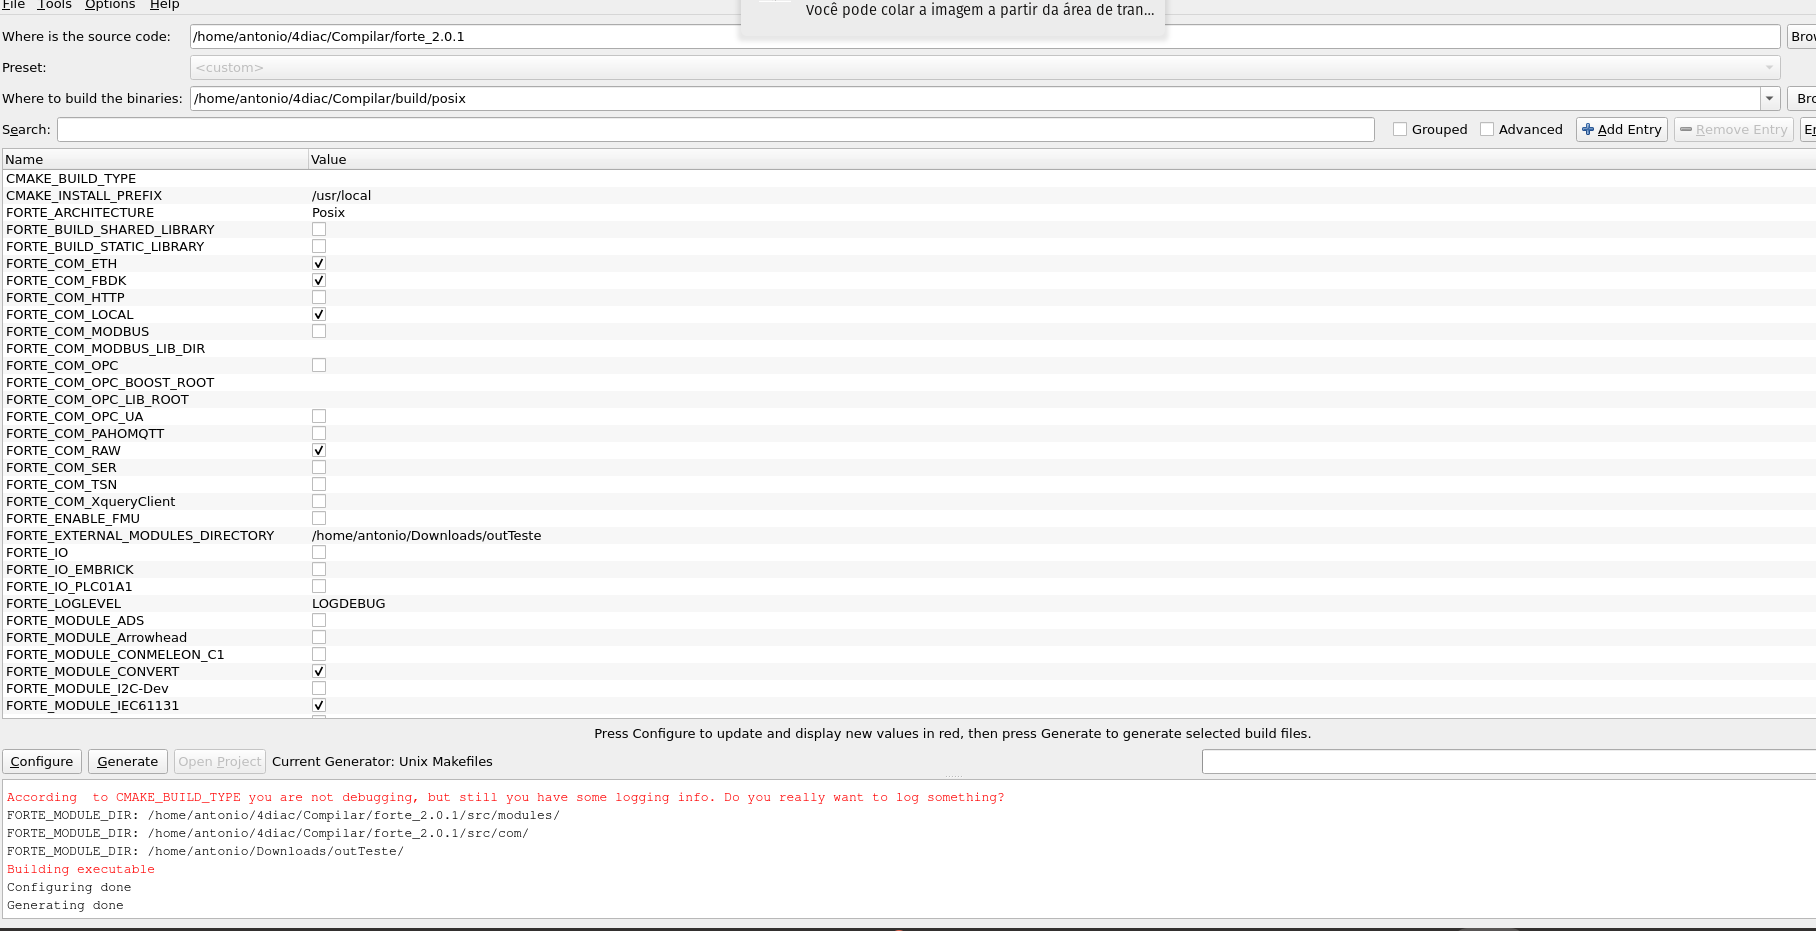 File Tools Options Help
Você pode colar a imagem a partir da área de tran...
Where is the source code: /home/antonio/4diac/Compilar/forte_2.0.1 Brow
Preset: <custom>
Where to build the binaries: /home/antonio/4diac/Compilar/build/posix Bro
Search: Grouped Advanced Add Entry Remove Entry
Name Value
CMAKE_BUILD_TYPE
CMAKE_INSTALL_PREFIX /usr/local
FORTE_ARCHITECTURE Posix
FORTE_BUILD_SHARED_LIBRARY
FORTE_BUILD_STATIC_LIBRARY
FORTE_COM_ETH
FORTE_COM_FBDK
FORTE_COM_HTTP
FORTE_COM_LOCAL
FORTE_COM_MODBUS
FORTE_COM_MODBUS_LIB_DIR
FORTE_COM_OPC
FORTE_COM_OPC_BOOST_ROOT
FORTE_COM_OPC_LIB_ROOT
FORTE_COM_OPC_UA
FORTE_COM_PAHOMQTT
FORTE_COM_RAW
FORTE_COM_SER
FORTE_COM_TSN
FORTE_COM_XqueryClient
FORTE_ENABLE_FMU
FORTE_EXTERNAL_MODULES_DIRECTORY /home/antonio/Downloads/outTeste
FORTE_IO
FORTE_IO_EMBRICK
FORTE_IO_PLC01A1
FORTE_LOGLEVEL LOGDEBUG
FORTE_MODULE_ADS
FORTE_MODULE_Arrowhead
FORTE_MODULE_CONMELEON_C1
FORTE_MODULE_CONVERT
FORTE_MODULE_I2C-Dev
FORTE_MODULE_IEC61131
Press Configure to update and display new values in red, then press Generate to generate selected build files.
Configure Generate Open Project Current Generator: Unix Makefiles
According  to CMAKE_BUILD_TYPE you are not debugging, but still you have some logging info. Do you really want to log something?
FORTE_MODULE_DIR: /home/antonio/4diac/Compilar/forte_2.0.1/src/modules/
FORTE_MODULE_DIR: /home/antonio/4diac/Compilar/forte_2.0.1/src/com/
FORTE_MODULE_DIR: /home/antonio/Downloads/outTeste/
Building executable
Configuring done
Generating done